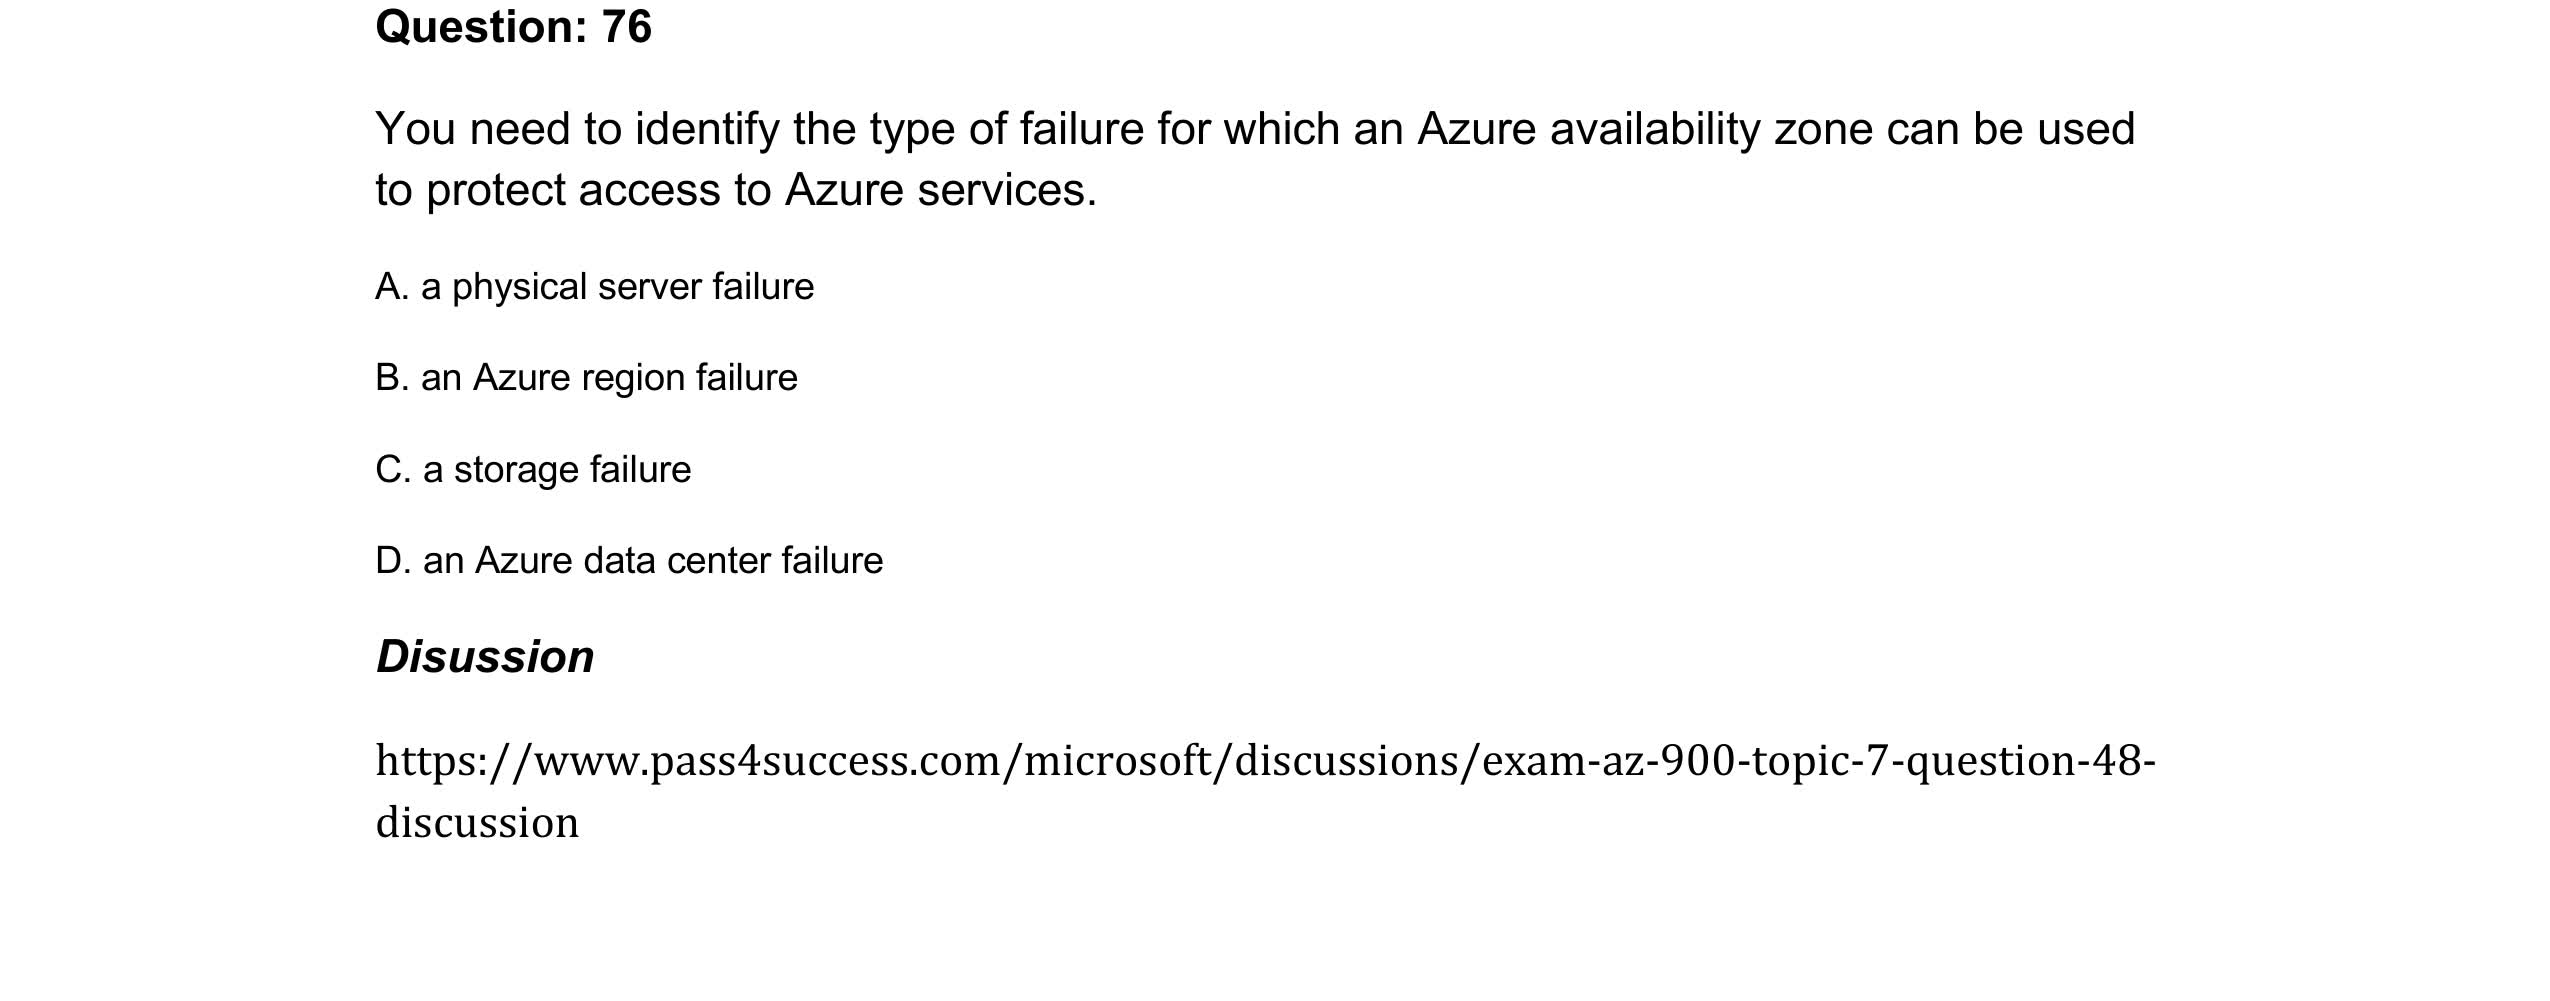 Question: 76
You need to identify the type of failure for which an Azure availability zone can be used
to protect access to Azure services.
A. a physical server failure
B. an Azure region failure
C. a storage failure
D. an Azure data center failure
Disussion
https://www.pass4success.com/microsoft/discussions/exam-az-900-topic-7-question-48-
discussion